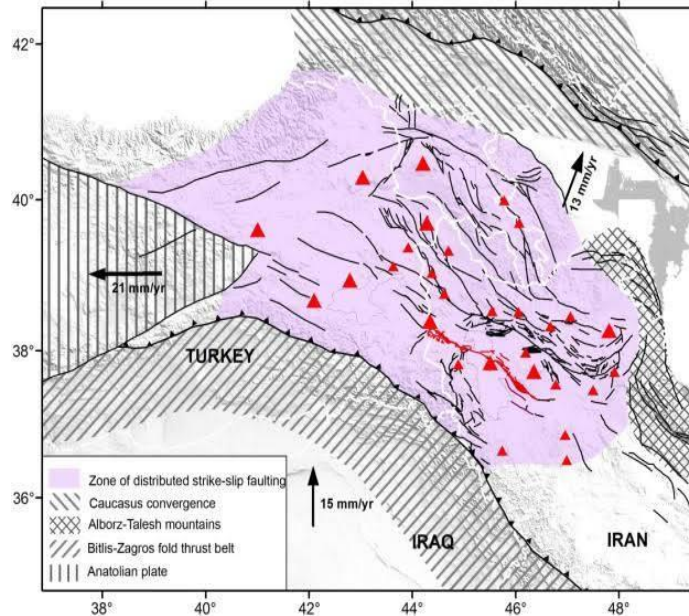 42°
40°
38°
36°
13 mm/yr
21 mm/yr
TURKEY
15 mm/yr
IRAQ
IRAN
Zone of distributed strike-slip faulting
Caucasus convergence
Alborz-Talesh mountains
Bitlis-Zagros fold thrust belt
Anatolian plate
38° 40° 42° 44° 46° 48°